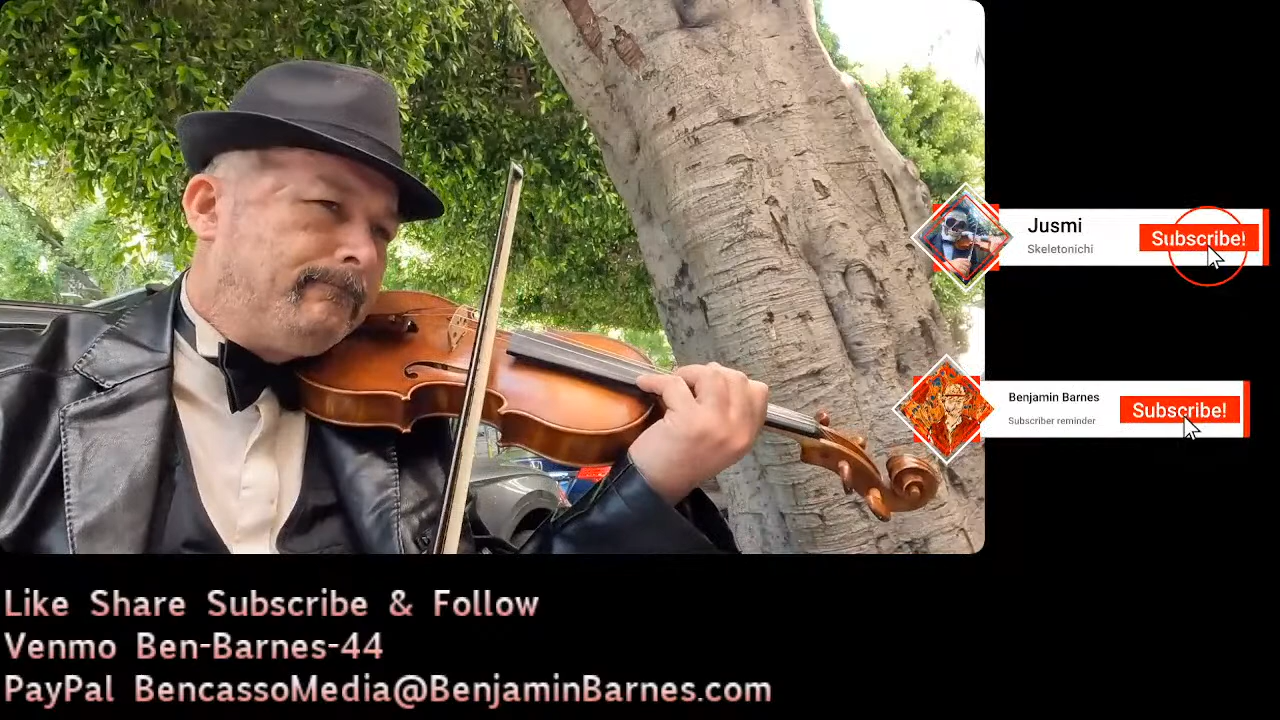 Jusmi
Skeletonichi
Subscribe!
Benjamin Barnes
Subscriber reminder
Subscribe!
Like Share Subscribe & Follow
Venmo Ben-Barnes-44
PayPal BencassoMedia@BenjaminBarnes.com